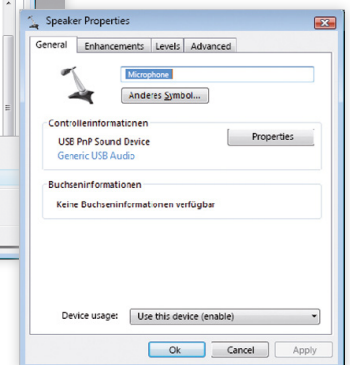 Speaker Properties
General Enhancements Levels Advanced
Microphone
Anderes Symbol...
Controllerinformationen
USB PnP Sound Device
Generic USB Audio
Properties
Buchseninformationen
Keine Buchseninformationen verfügbar
Device usage: Use this device (enable)
Ok Cancel Apply